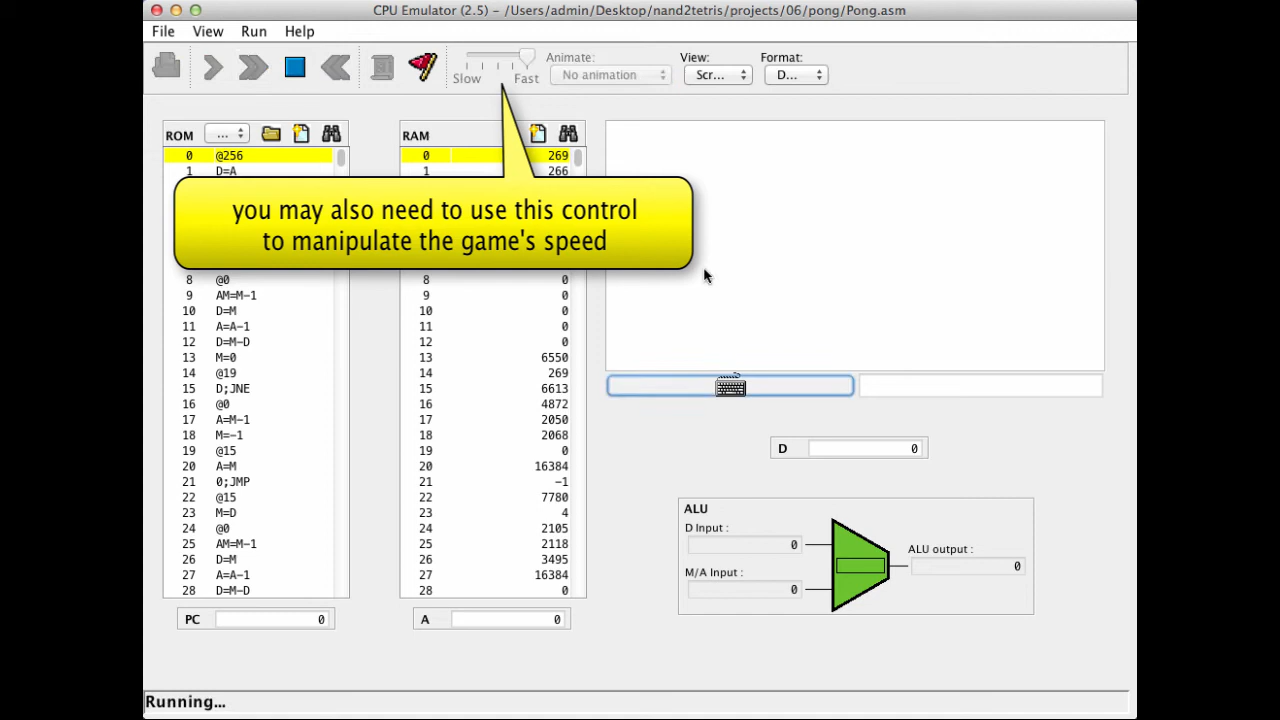 CPU Emulator (2.5) – /Users/admin/Desktop/nand2tetris/projects/06/pong/Pong.asm
File View Run Help
Slow Fast
Animate:
No animation
View:
Scr...
Format:
D...
ROM ...
0 @256
1 D=A
8 @0
9 AM=M-1
10 D=M
11 A=A-1
12 D=M-D
13 M=0
14 @19
15 D;JNE
16 @0
17 A=M-1
18 M=-1
19 @15
20 A=M
21 0;JMP
22 @15
23 M=D
24 @0
25 AM=M-1
26 D=M
27 A=A-1
28 D=M-D
PC 0
RAM
0 269
1 266
8 0
9 0
10 0
11 0
12 0
13 6550
14 269
15 6613
16 4872
17 2050
18 2068
19 0
20 16384
21 -1
22 7780
23 4
24 2105
25 2118
26 3495
27 16384
28 0
A 0
you may also need to use this control
to manipulate the game's speed
D 0
ALU
D Input :
0
M/A Input :
0
ALU output :
0
Running...